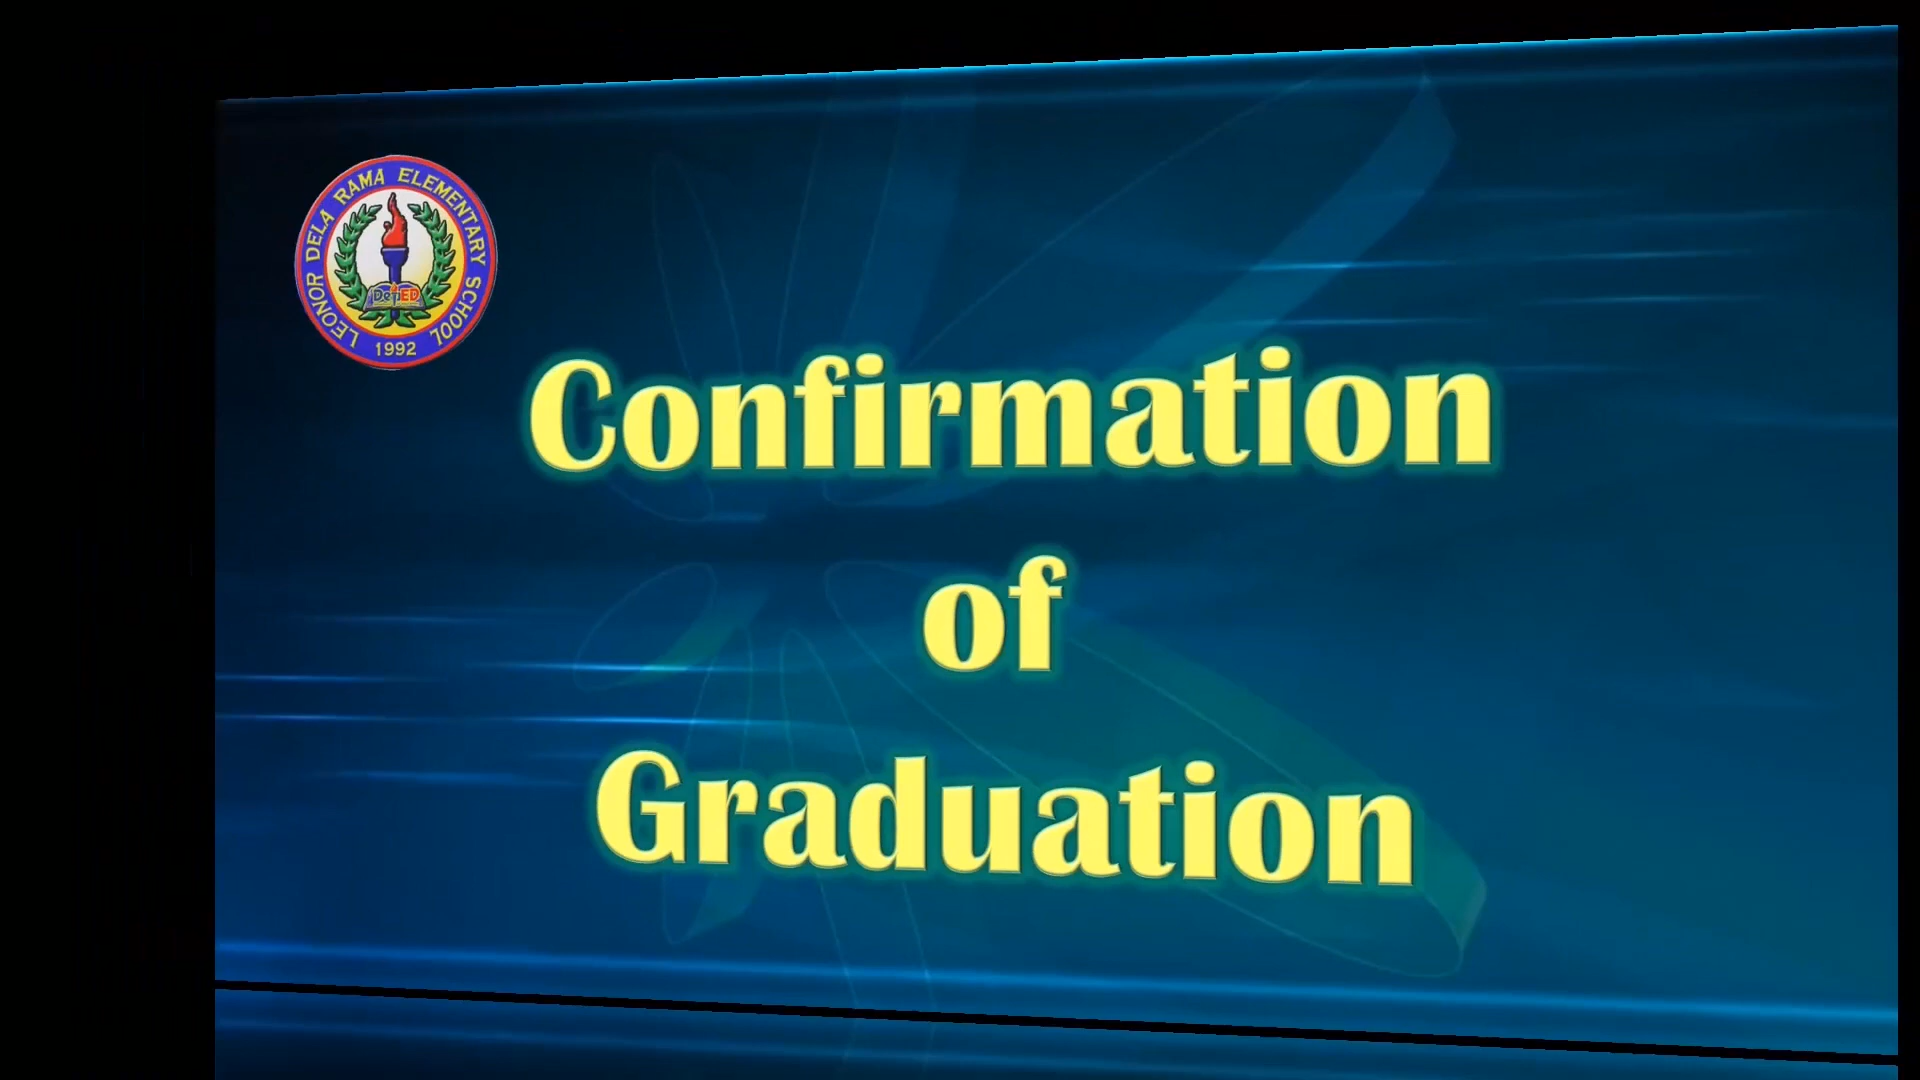 LEONOR DELA RAMA ELEMENTARY SCHOOL
DepED
1992
Confirmation
of
Graduation